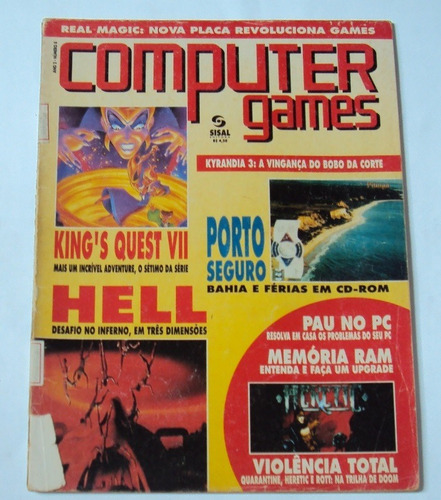 REAL MAGIC: NOVA PLACA REVOLUCIONA GAMES
COMPUTER
games
SISAL
R$ 4,50
KYRANDIA 3: A VINGANÇA DO BOBO DA CORTE
KING'S QUEST VII
MAIS UM INCRÍVEL ADVENTURE, O SÉTIMO DA SÉRIE
PORTO
SEGURO
BAHIA E FÉRIAS EM CD-ROM
HELL
DESAFIO NO INFERNO, EM TRÊS DIMENSÕES
PAU NO PC
RESOLVA EM CASA OS PROBLEMAS DO SEU PC
MEMÓRIA RAM
ENTENDA E FAÇA UM UPGRADE
HERETIC
VIOLÊNCIA TOTAL
QUARANTINE, HERETIC E ROTT: NA TRILHA DE DOOM